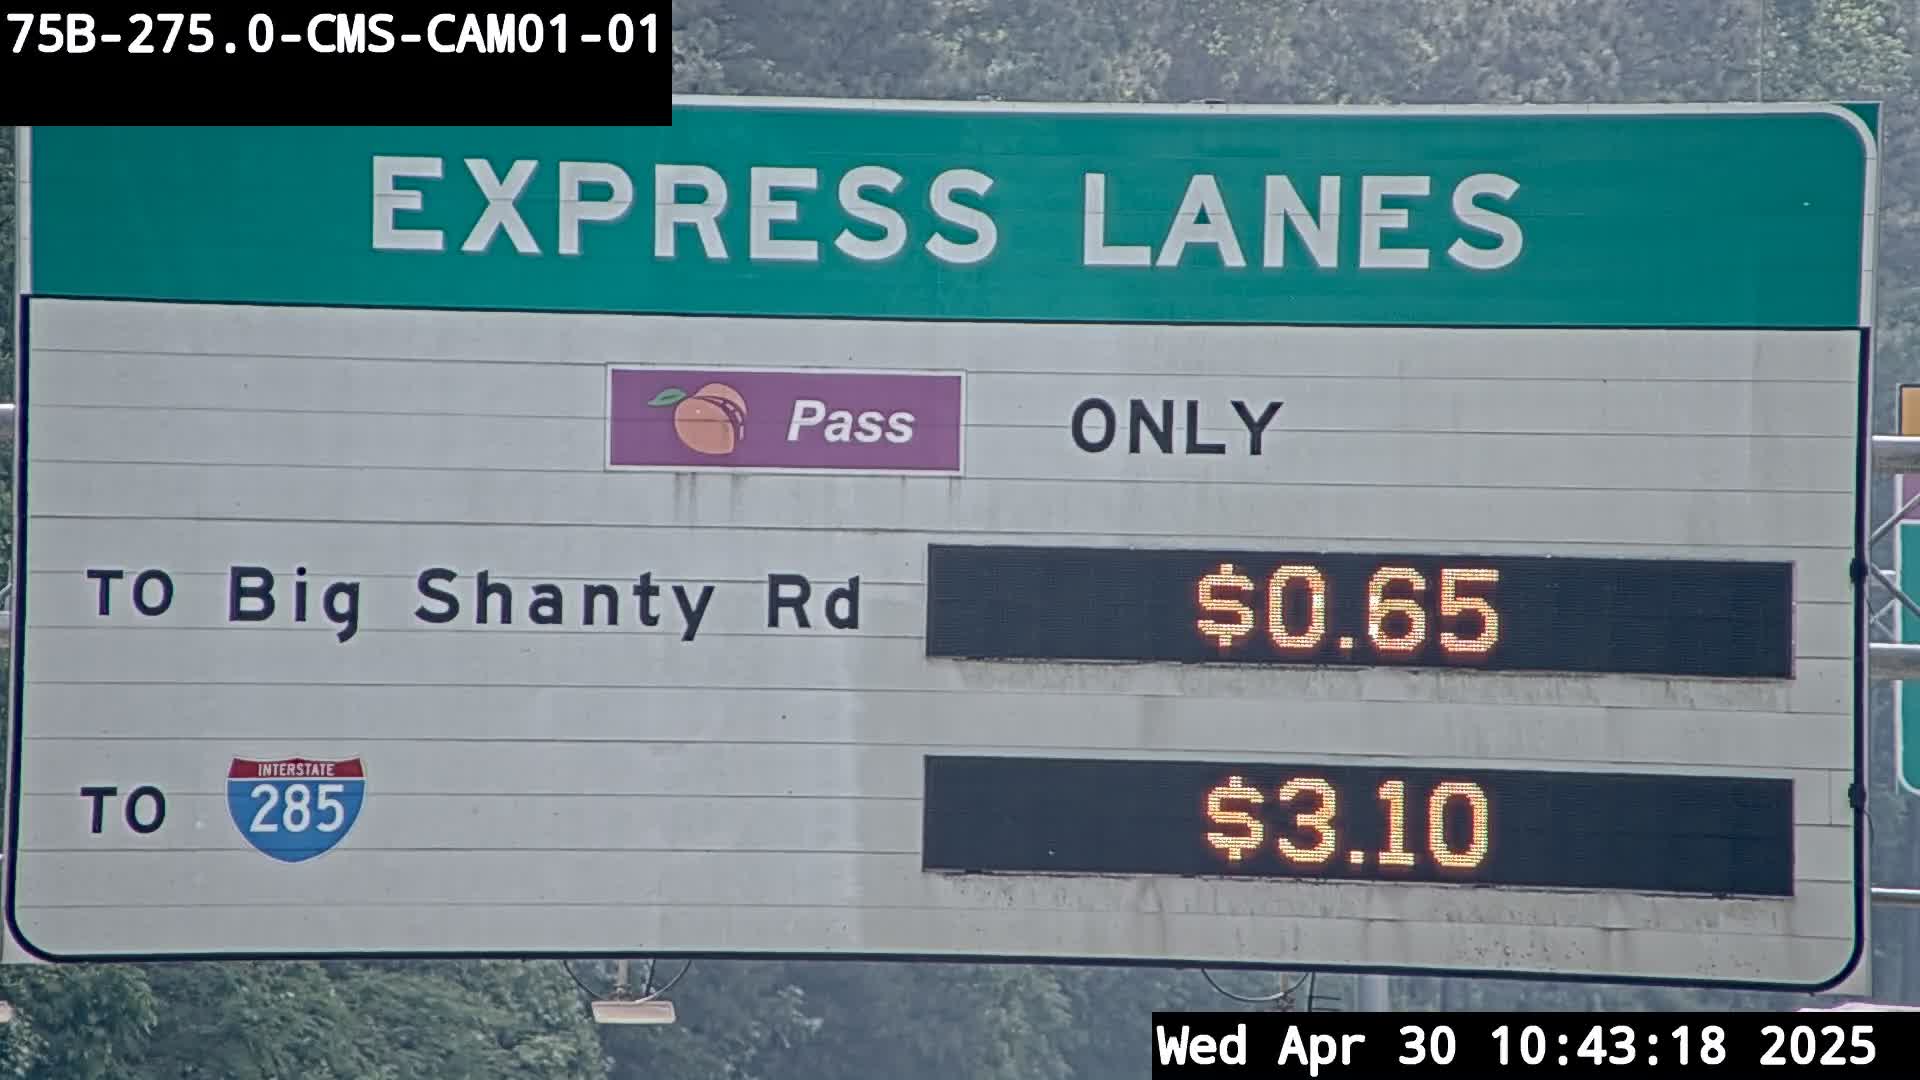 75B-275.0-CMS-CAM01-01
EXPRESS LANES
Pass ONLY
TO Big Shanty Rd $0.65
TO INTERSTATE 285 $3.10
Wed Apr 30 10:43:18 2025